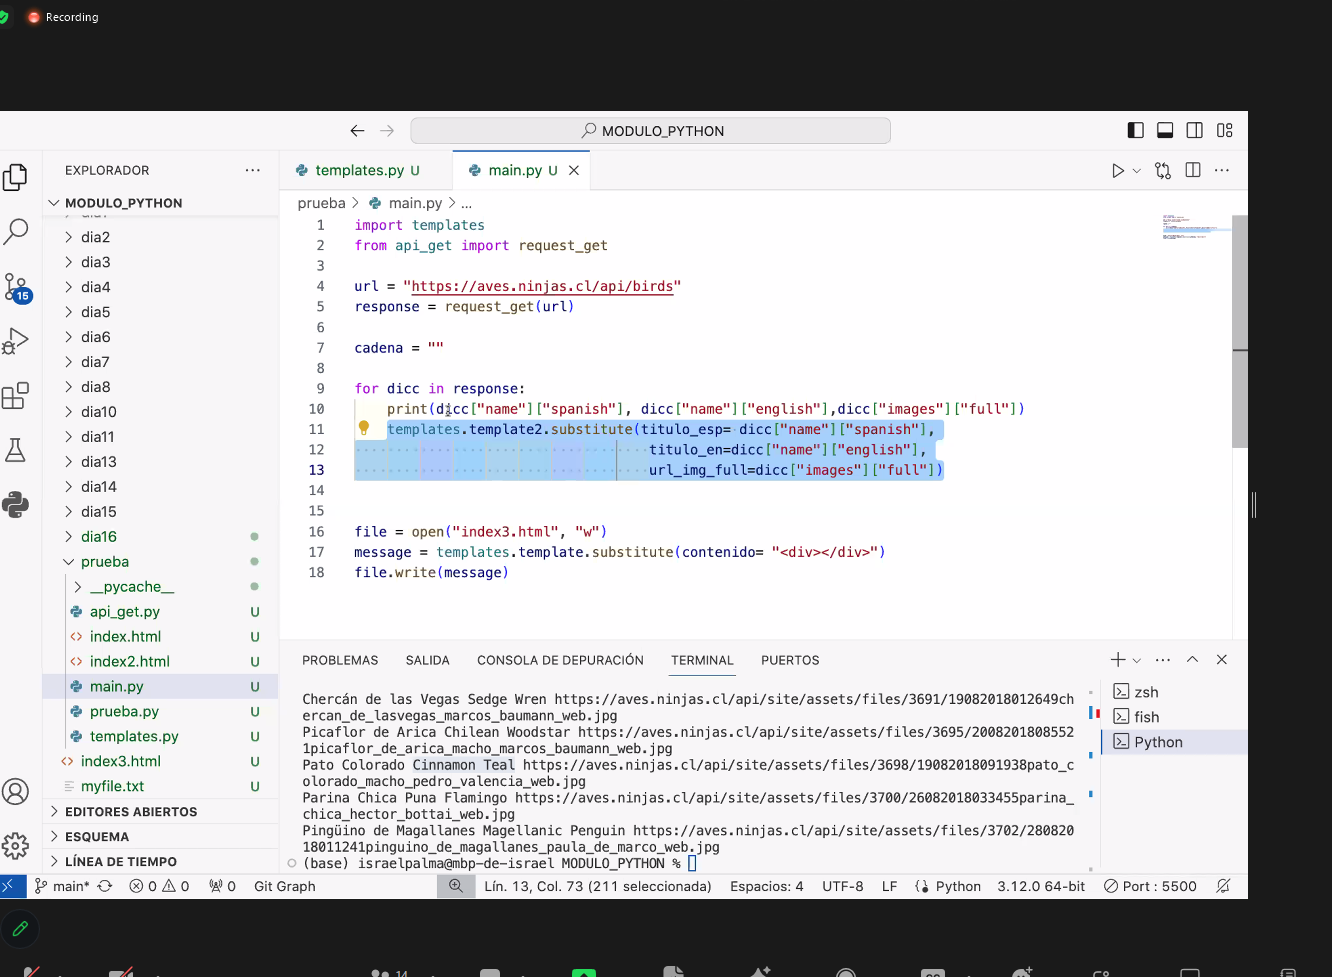 Recording
MODULO_PYTHON
EXPLORADOR
templates.py U
main.py U
MODULO_PYTHON
prueba > main.py > ...
dia2
dia3
dia4
dia5
dia6
dia7
dia8
dia10
dia11
dia13
dia14
dia15
dia16
prueba
__pycache__
api_get.py U
index.html U
index2.html U
main.py U
prueba.py U
templates.py U
index3.html U
myfile.txt U
EDITORES ABIERTOS
ESQUEMA
LÍNEA DE TIEMPO
15
1 import templates
2 from api_get import request_get
3
4 url = "https://aves.ninjas.cl/api/birds"
5 response = request_get(url)
6
7 cadena = ""
8
9 for dicc in response:
10 print(dicc["name"]["spanish"], dicc["name"]["english"],dicc["images"]["full"])
11 templates.template2.substitute(titulo_esp= dicc["name"]["spanish"],
12 titulo_en=dicc["name"]["english"],
13 url_img_full=dicc["images"]["full"])
14
15
16 file = open("index3.html", "w")
17 message = templates.template.substitute(contenido= "<div></div>")
18 file.write(message)
PROBLEMAS SALIDA CONSOLA DE DEPURACIÓN TERMINAL PUERTOS
Chercán de las Vegas Sedge Wren https://aves.ninjas.cl/api/site/assets/files/3691/19082018012649ch
ercan_de_lasvegas_marcos_baumann_web.jpg
Picaflor de Arica Chilean Woodstar https://aves.ninjas.cl/api/site/assets/files/3695/2008201808552
1picaflor_de_arica_macho_marcos_baumann_web.jpg
Pato Colorado Cinnamon Teal https://aves.ninjas.cl/api/site/assets/files/3698/19082018091938pato_c
olorado_macho_pedro_valencia_web.jpg
Parina Chica Puna Flamingo https://aves.ninjas.cl/api/site/assets/files/3700/26082018033455parina_
chica_hector_bottai_web.jpg
Pingüino de Magallanes Magellanic Penguin https://aves.ninjas.cl/api/site/assets/files/3702/280820
18011241pinguino_de_magallanes_paula_de_marco_web.jpg
(base) israelpalma@mbp-de-israel MODULO_PYTHON %
zsh
fish
Python
main* 0 0 0 Git Graph Lín. 13, Col. 73 (211 seleccionada) Espacios: 4 UTF-8 LF Python 3.12.0 64-bit Port : 5500
14